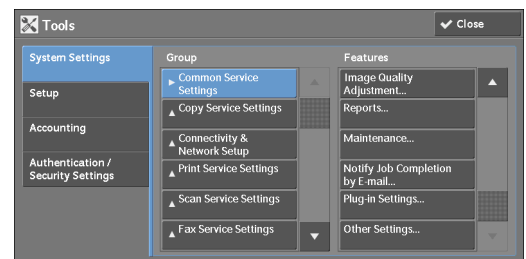 Tools
Close
System Settings
Setup
Accounting
Authentication /
Security Settings
Group
Common Service
Settings
Copy Service Settings
Connectivity &
Network Setup
Print Service Settings
Scan Service Settings
Fax Service Settings
Features
Image Quality
Adjustment...
Reports...
Maintenance...
Notify Job Completion
by E-mail...
Plug-in Settings...
Other Settings...